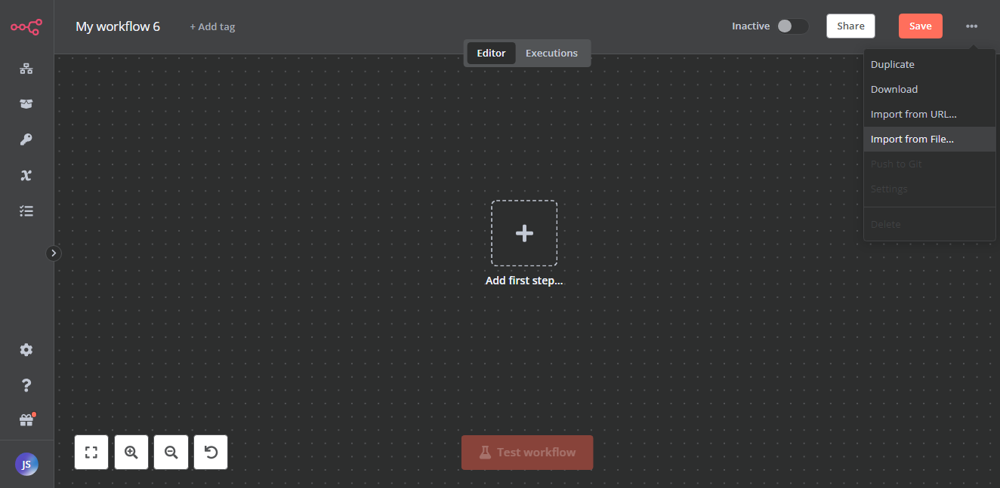 My workflow 6
+ Add tag
Inactive
Share
Save
Editor
Executions
Duplicate
Download
Import from URL...
Import from File...
Push to Git
Settings
Delete
Add first step...
Test workflow
JS